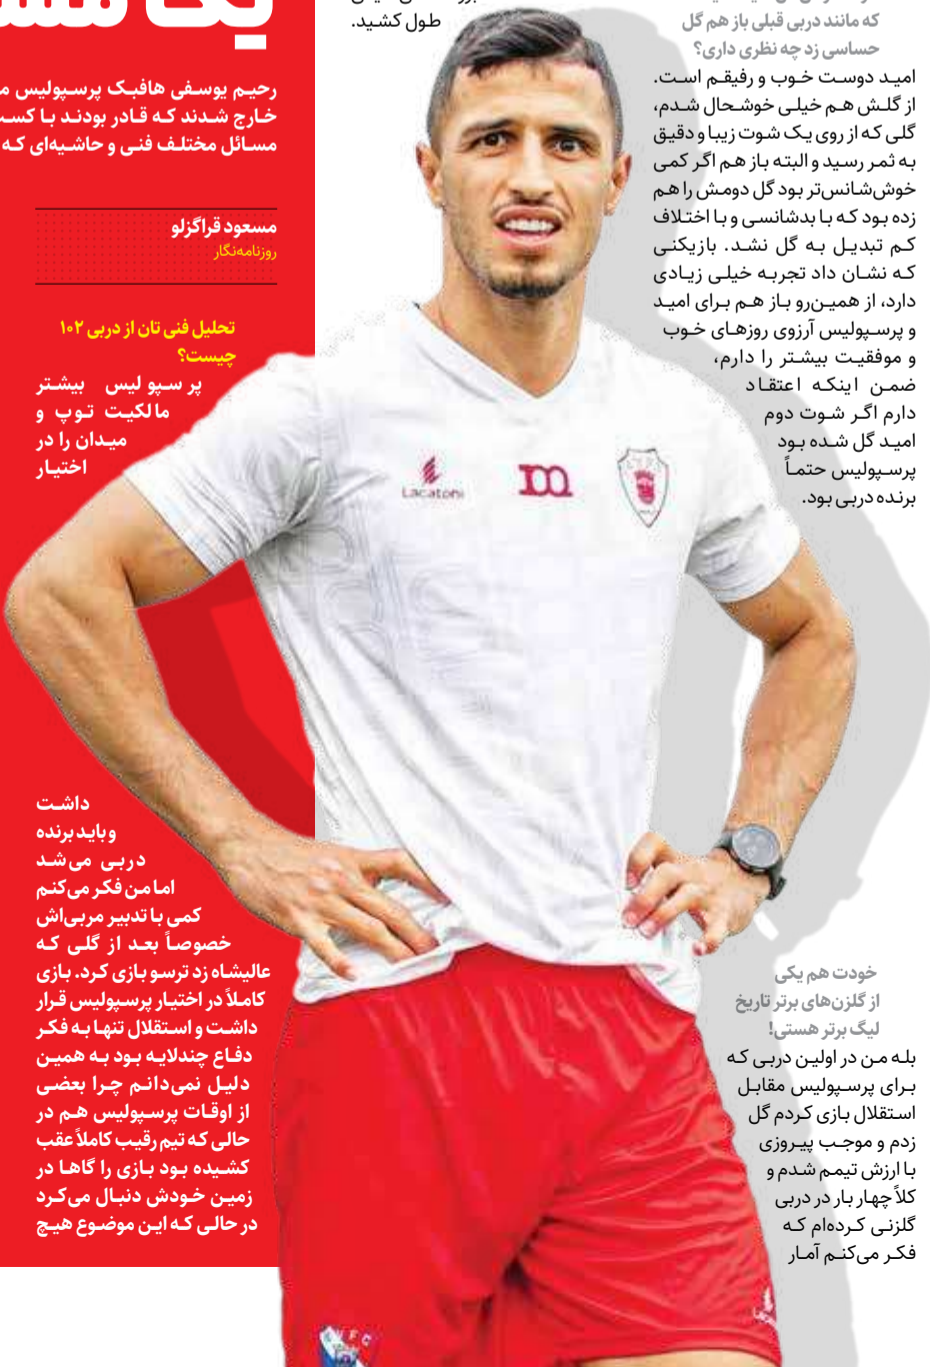 که مانند دربی قبلی باز هم گل
حساسی زد چه نظری داری؟
امید دوست خوب و رفیقم است.
از گلش هم خیلی خوشحال شدم،
گلی که از روی یک شوت زیبا و دقیق
به ثمر رسید و البته باز هم اگر کمی
خوش‌شانس‌تر بود گل دومش را هم
زده بود که با بدشانسی و با اختلاف
کم تبدیل به گل نشد. بازیکنی
که نشان داد تجربه خیلی زیادی
دارد، از همین‌رو باز هم برای امید
و پرسپولیس آرزوی روزهای خوب
و موفقیت بیشتر را دارم،
ضمن اینکه اعتقاد
دارم اگر شوت دوم
امید گل شده بود
پرسپولیس حتماً
برنده دربی بود.
خودت هم یکی
از گلزن‌های برتر تاریخ
لیگ برتر هستی!
بله من در اولین دربی که
برای پرسپولیس مقابل
استقلال بازی کردم گل
زدم و موجب پیروزی
با ارزش تیمم شدم و
کلاً چهار بار در دربی
گلزنی کرده‌ام که
فکر می‌کنم آمار
طول کشید.
Lacatoni
یک
رحیم یوسفی هافبک پرسپولیس
خارج شدند که قادر بودند با
مسائل مختلف فنی و حاشیه‌ای که
مسعود قراگزلو
روزنامه‌نگار
تحلیل فنی تان از دربی ۱۰۲
چیست؟
پر سپو لیس بیشتر
مالکیت توپ و
میدان را در
اختیار
داشت
و باید برنده
دربی می‌شد
اما من فکر می‌کنم
کمی با تدبیر مربی‌اش
خصوصاً بعد از گلی که
عالیشاه زد ترسو بازی کرد. بازی
کاملاً در اختیار پرسپولیس قرار
داشت و استقلال تنها به فکر
دفاع چندلایه بود به همین
دلیل نمی‌دانم چرا بعضی
از اوقات پرسپولیس هم در
حالی که تیم رقیب کاملاً عقب
کشیده بود بازی را گاها در
زمین خودش دنبال می‌کرد
در حالی که این موضوع هیچ